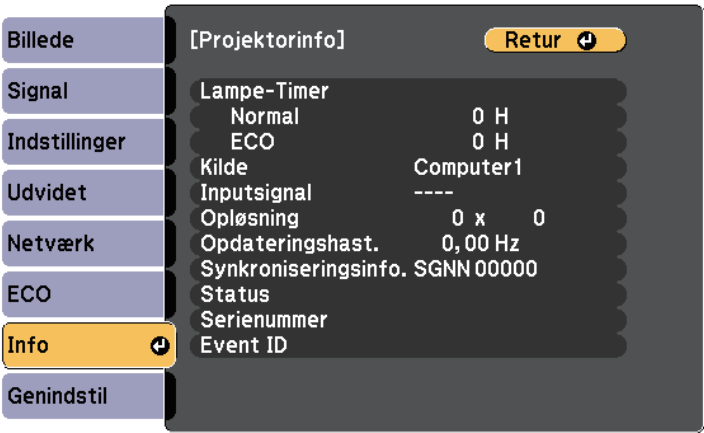 Billede
Signal
Indstillinger
Udvidet
Netværk
ECO
Info
Genindstil
[Projektorinfo] Retur
Lampe-Timer
Normal 0 H
ECO 0 H
Kilde Computer1
Inputsignal ----
Opløsning 0 x 0
Opdateringshast. 0,00 Hz
Synkroniseringsinfo. SGNN 00000
Status
Serienummer
Event ID